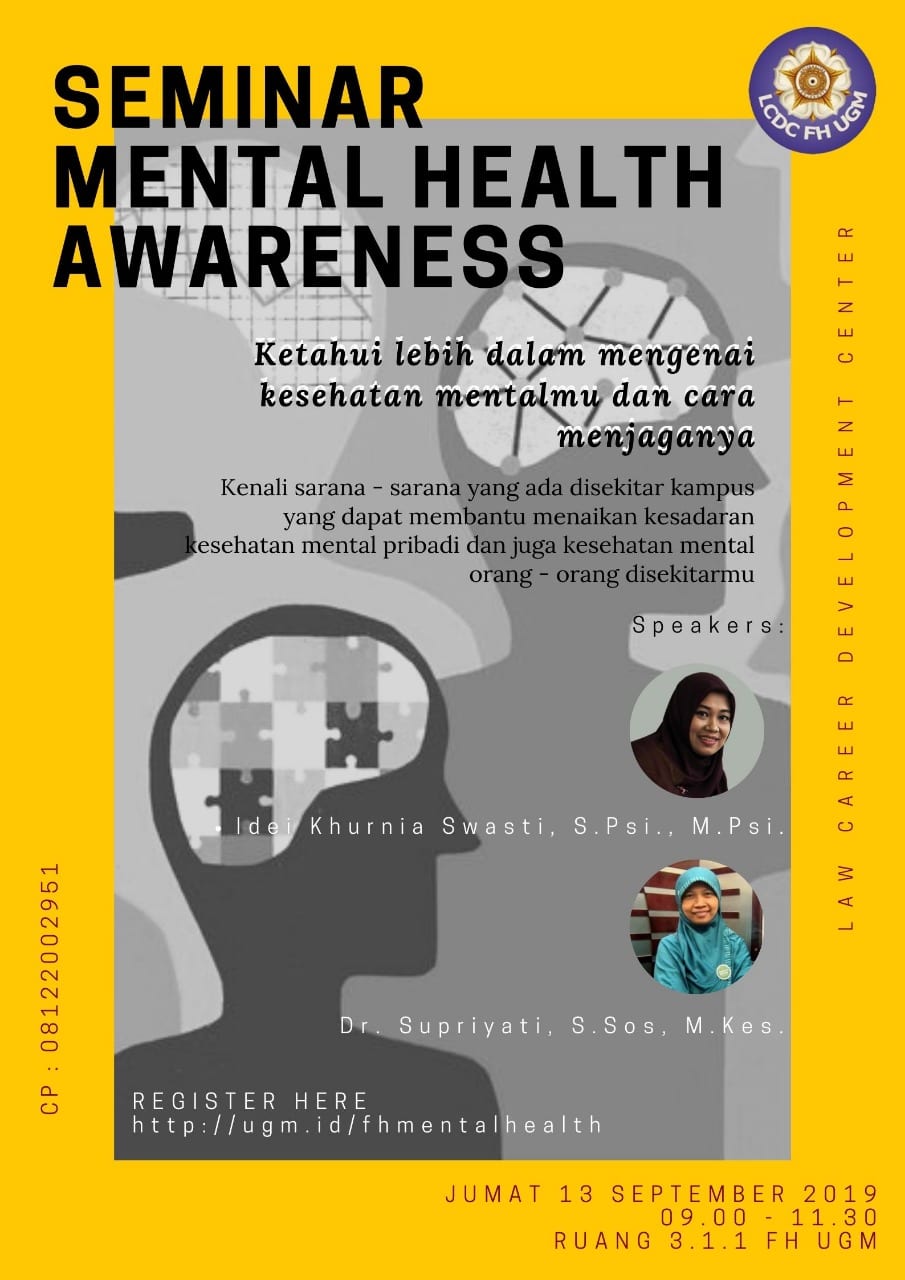 SEMINAR
MENTAL HEALTH
AWARENESS
LCDC FH UGM
Ketahui lebih dalam mengenai
kesehatan mentalmu dan cara
menjaganya
Kenali sarana - sarana yang ada disekitar kampus
yang dapat membantu menaikan kesadaran
kesehatan mental pribadi dan juga kesehatan mental
orang - orang disekitarmu
Speakers:
• Idei Khurnia Swasti, S.Psi., M.Psi.
Dr. Supriyati, S.Sos, M.Kes.
LAW CAREER DEVELOPMENT CENTER
CP : 08122002951
REGISTER HERE
http://ugm.id/fhmentalhealth
JUMAT 13 SEPTEMBER 2019
09.00 - 11.30
RUANG 3.1.1 FH UGM